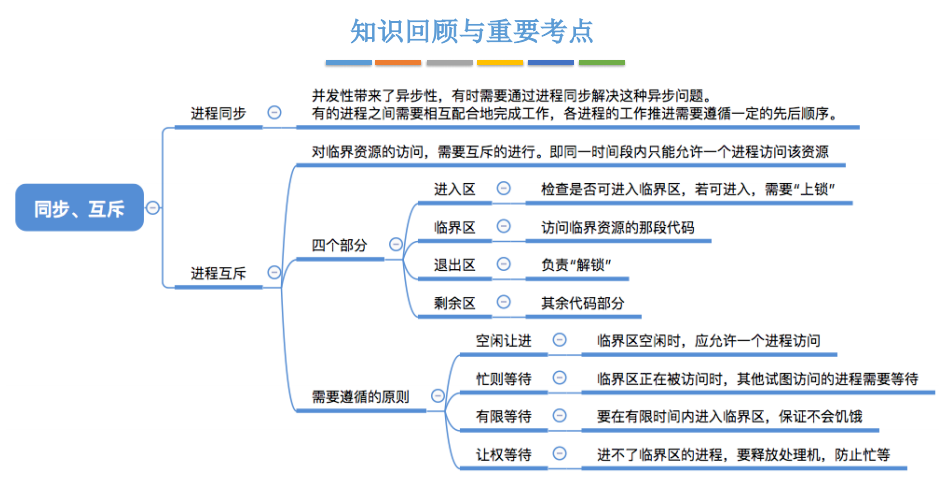 知识回顾与重要考点
同步、互斥
进程同步
并发性带来了异步性，有时需要通过进程同步解决这种异步问题。
有的进程之间需要相互配合地完成工作，各进程的工作推进需要遵循一定的先后顺序。
进程互斥
对临界资源的访问，需要互斥的进行。即同一时间段内只能允许一个进程访问该资源
四个部分
进入区
检查是否可进入临界区，若可进入，需要“上锁”
临界区
访问临界资源的那段代码
退出区
负责“解锁”
剩余区
其余代码部分
需要遵循的原则
空闲让进
临界区空闲时，应允许一个进程访问
忙则等待
临界区正在被访问时，其他试图访问的进程需要等待
有限等待
要在有限时间内进入临界区，保证不会饥饿
让权等待
进不了临界区的进程，要释放处理机，防止忙等